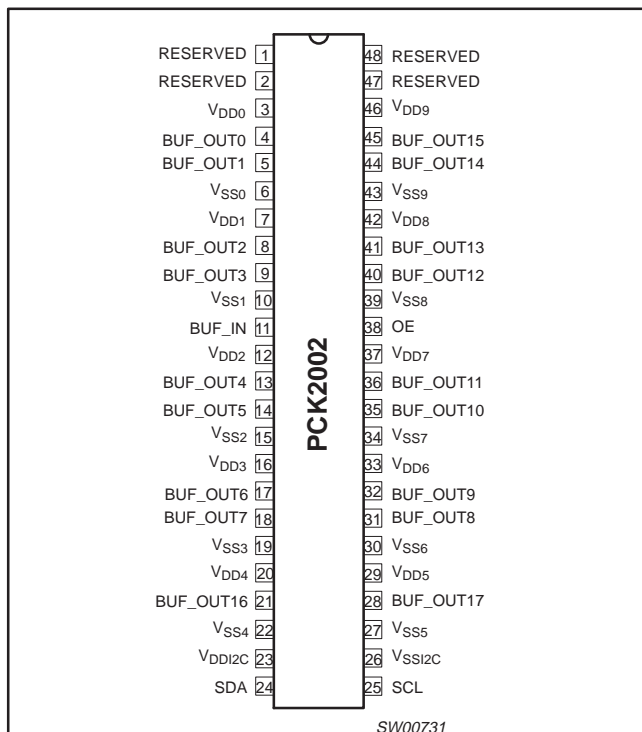 RESERVED 1 48 RESERVED
RESERVED 2 47 RESERVED
VDD0 3 46 VDD9
BUF_OUT0 4 45 BUF_OUT15
BUF_OUT1 5 44 BUF_OUT14
VSS0 6 43 VSS9
VDD1 7 42 VDD8
BUF_OUT2 8 41 BUF_OUT13
BUF_OUT3 9 40 BUF_OUT12
VSS1 10 39 VSS8
BUF_IN 11 38 OE
VDD2 12 37 VDD7
BUF_OUT4 13 36 BUF_OUT11
BUF_OUT5 14 35 BUF_OUT10
VSS2 15 34 VSS7
VDD3 16 33 VDD6
BUF_OUT6 17 32 BUF_OUT9
BUF_OUT7 18 31 BUF_OUT8
VSS3 19 30 VSS6
VDD4 20 29 VDD5
BUF_OUT16 21 28 BUF_OUT17
VSS4 22 27 VSS5
VDDI2C 23 26 VSSI2C
SDA 24 25 SCL
PCK2002
SW00731